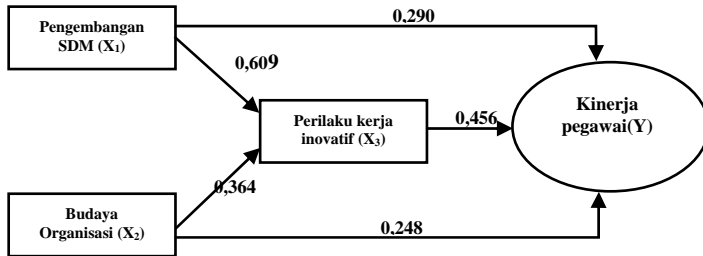 Pengembangan
SDM (X₁)
0,290
0,609
Perilaku kerja
inovatif (X₃)
0,456
Kinerja
pegawai(Y)
0,364
Budaya
Organisasi (X₂)
0,248